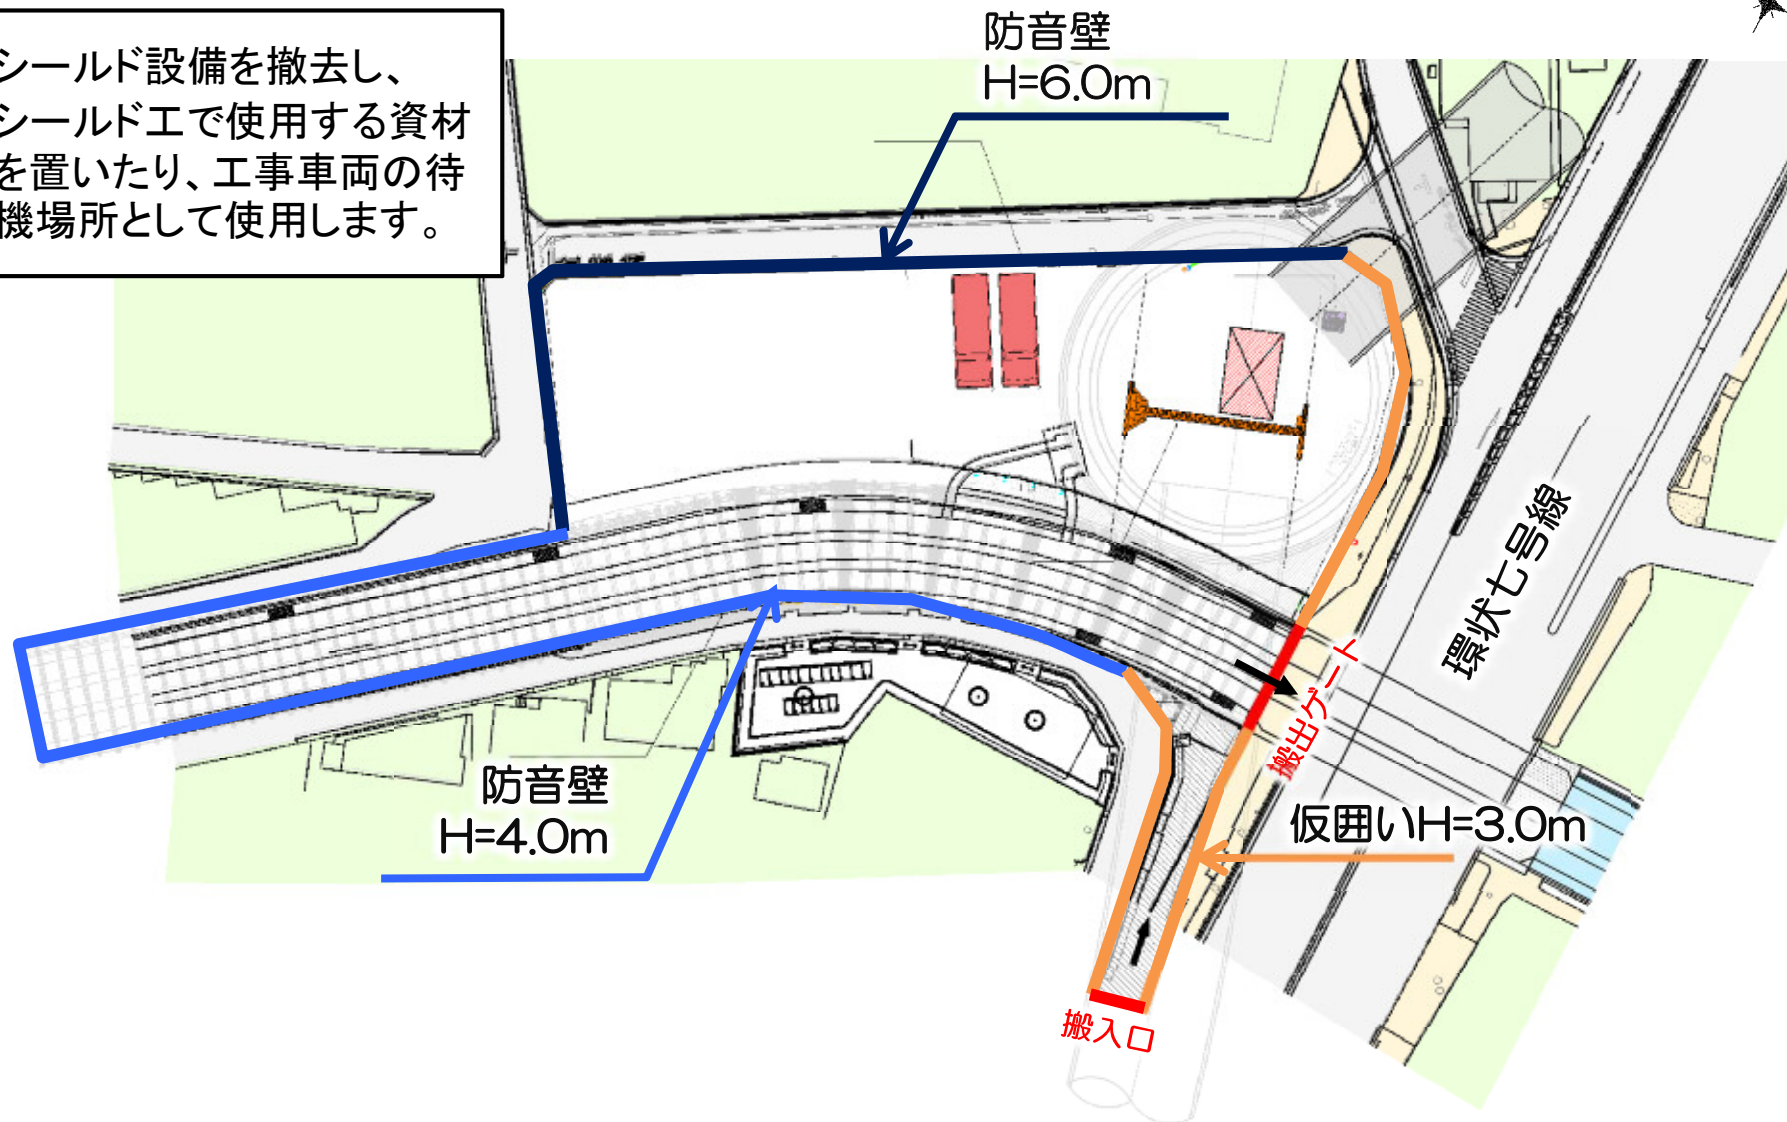 シールド設備を撤去し、
シールド工で使用する資材
を置いたり、工事車両の待
機場所として使用します。
防音壁
H=6.0m
環状七号線
搬出ゲート
防音壁
H=4.0m
仮囲いH=3.0m
搬入口